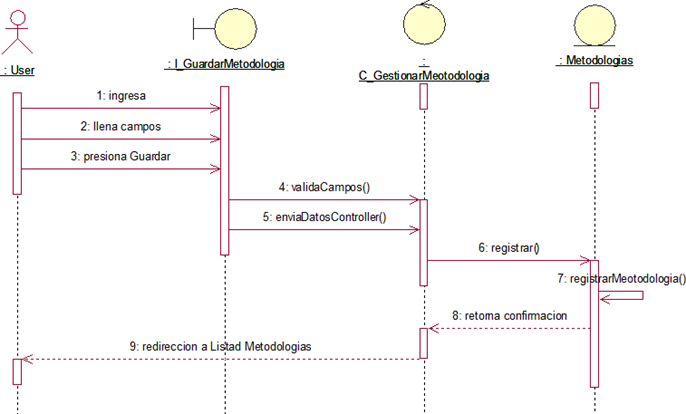 : User
: I_GuardarMetodologia
:
C_GestionarMeotodologia
: Metodologias
1: ingresa
2: llena campos
3: presiona Guardar
4: validaCampos()
5: enviaDatosController()
6: registrar()
7: registrarMeotodologia()
8: retorna confirmacion
9: redireccion a Listad Metodologias